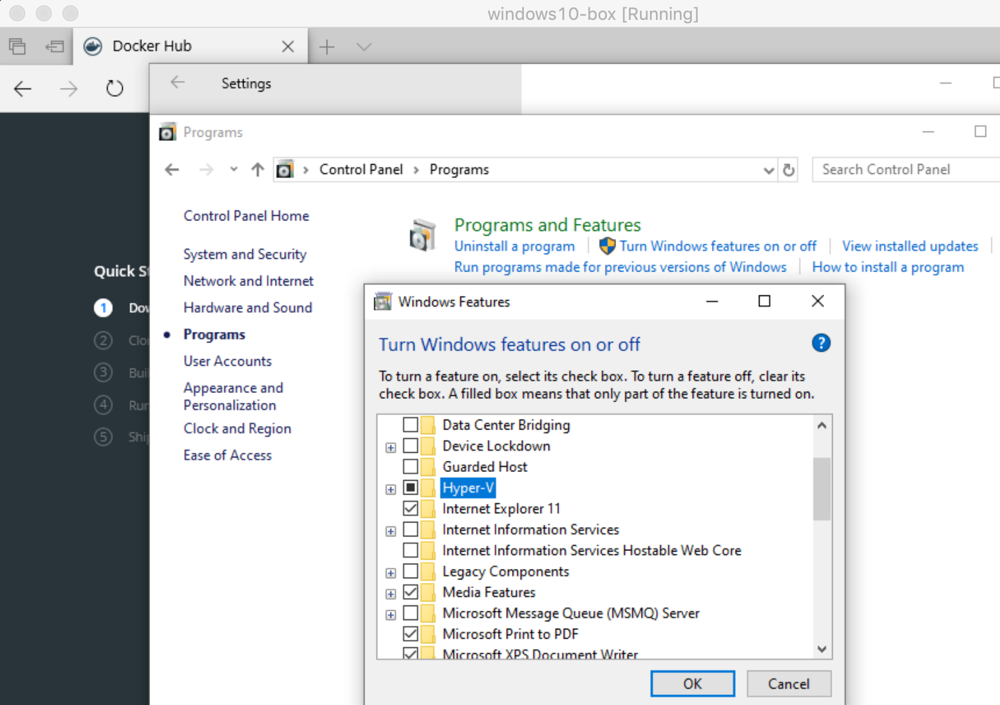 windows10-box [Running]
Docker Hub
Settings
Programs
Control Panel
Programs
Search Control Panel
Control Panel Home
System and Security
Network and Internet
Hardware and Sound
Programs
User Accounts
Appearance and
Personalization
Clock and Region
Ease of Access
Programs and Features
Uninstall a program
Turn Windows features on or off
View installed updates
Run programs made for previous versions of Windows
How to install a program
Quick St
1 Dow
2 Clo
3 Buil
4 Run
5 Ship
Windows Features
Turn Windows features on or off
?
To turn a feature on, select its check box. To turn a feature off, clear its
check box. A filled box means that only part of the feature is turned on.
Data Center Bridging
Device Lockdown
Guarded Host
Hyper-V
Internet Explorer 11
Internet Information Services
Internet Information Services Hostable Web Core
Legacy Components
Media Features
Microsoft Message Queue (MSMQ) Server
Microsoft Print to PDF
Microsoft XPS Document Writer
OK
Cancel